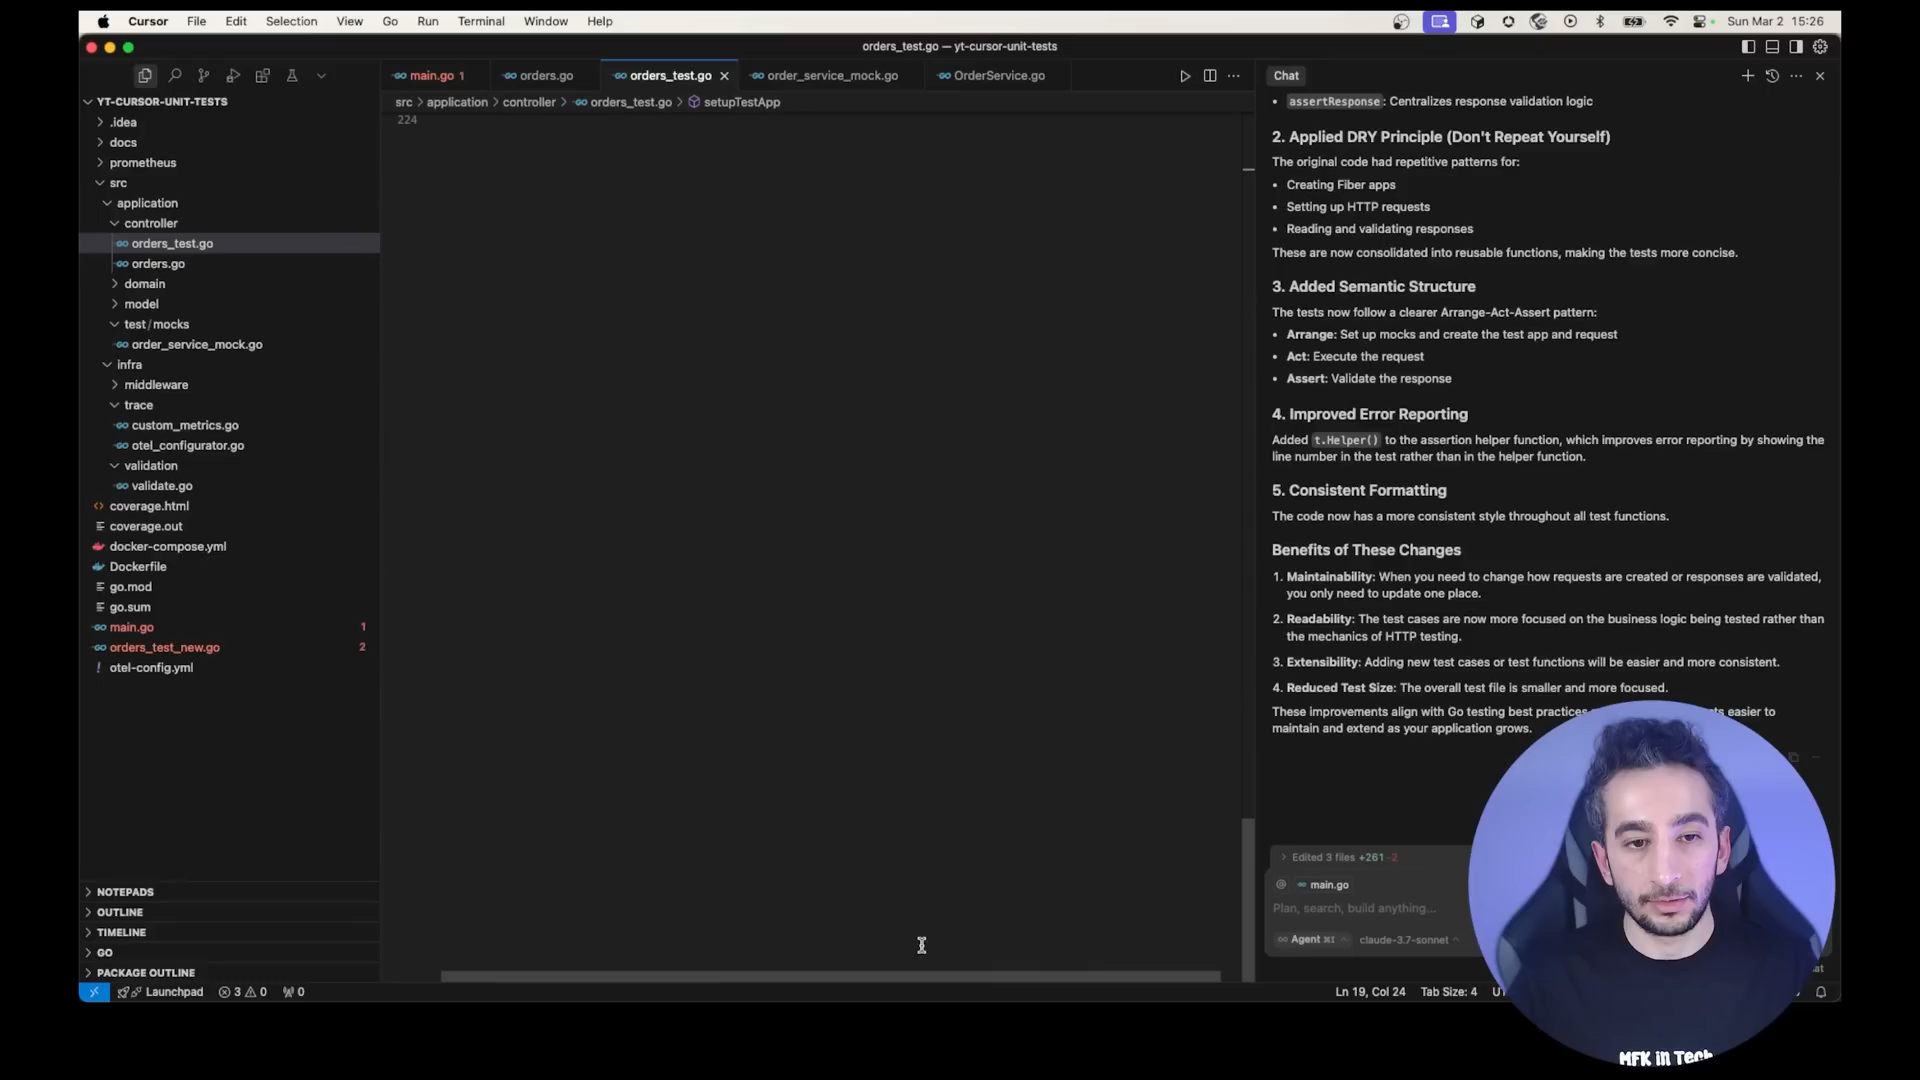 Cursor File Edit Selection View Go Run Terminal Window Help
Sun Mar 2 15:26
orders_test.go — yt-cursor-unit-tests
main.go 1
orders.go
orders_test.go
order_service_mock.go
OrderService.go
src > application > controller > orders_test.go > setupTestApp
224
YT-CURSOR-UNIT-TESTS
.idea
docs
prometheus
src
application
controller
orders_test.go
orders.go
domain
model
test/mocks
order_service_mock.go
infra
middleware
trace
custom_metrics.go
otel_configurator.go
validation
validate.go
coverage.html
coverage.out
docker-compose.yml
Dockerfile
go.mod
go.sum
main.go 1
orders_test_new.go 2
otel-config.yml
NOTEPADS
OUTLINE
TIMELINE
GO
PACKAGE OUTLINE
Chat
• assertResponse: Centralizes response validation logic
2. Applied DRY Principle (Don't Repeat Yourself)
The original code had repetitive patterns for:
• Creating Fiber apps
• Setting up HTTP requests
• Reading and validating responses
These are now consolidated into reusable functions, making the tests more concise.
3. Added Semantic Structure
The tests now follow a clearer Arrange-Act-Assert pattern:
• Arrange: Set up mocks and create the test app and request
• Act: Execute the request
• Assert: Validate the response
4. Improved Error Reporting
Added t.Helper() to the assertion helper function, which improves error reporting by showing the
line number in the test rather than in the helper function.
5. Consistent Formatting
The code now has a more consistent style throughout all test functions.
Benefits of These Changes
1. Maintainability: When you need to change how requests are created or responses are validated,
you only need to update one place.
2. Readability: The test cases are now more focused on the business logic being tested rather than
the mechanics of HTTP testing.
3. Extensibility: Adding new test cases or test functions will be easier and more consistent.
4. Reduced Test Size: The overall test file is smaller and more focused.
These improvements align with Go testing best practices easier to
maintain and extend as your application grows.
Edited 3 files +261 -2
@ main.go
Plan, search, build anything...
Agent ⌘I claude-3.7-sonnet
Launchpad 3 0 0
Ln 19, Col 24 Tab Size: 4
MFK in Tech